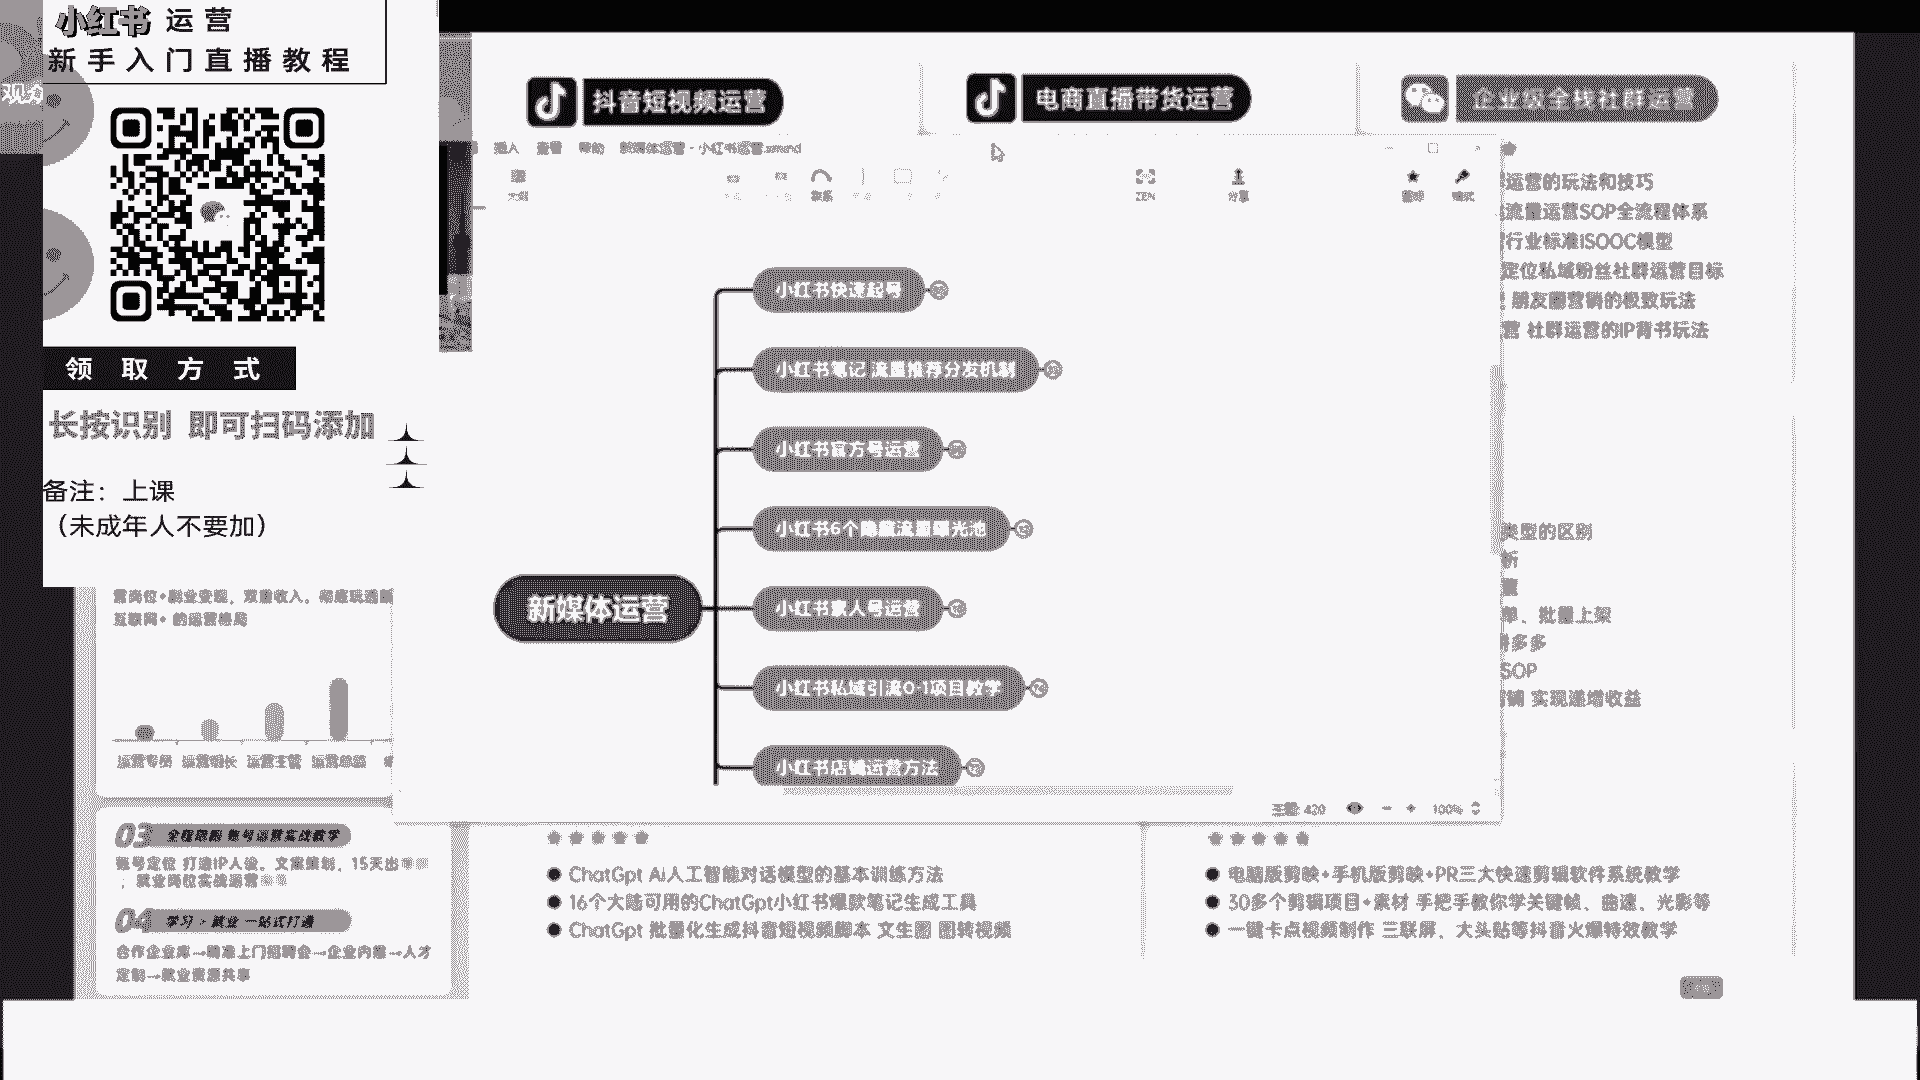 小红书 运营
新手入门直播教程
领取方式
长按识别 即可扫码添加
备注：上课
（未成年人不要加）
抖音短视频运营
电商直播带货运营
企业级全栈社群运营
插入 查看 帮助 新媒体运营 - 小红书运营.xmind
大纲
联系
ZEN
分享
图标
格式
小红书快速起号
小红书笔记 流量推荐分发机制
小红书官方号运营
小红书6个隐藏流量曝光池
新媒体运营
小红书素人号运营
小红书私域引流0-1项目教学
小红书店铺运营方法
主题: 420
100%
运营的玩法和技巧
流量运营SOP全流程体系
行业标准ISOOC模型
定位私域粉丝社群运营目标
朋友圈营销的极致玩法
营 社群运营的IP背书玩法
类型的区别
析
单、批量上架
拼多多
SOP
铺 实现递增收益
营岗位+副业变现，双重收入。彻底玩透
互联网+ 的运营格局
运营专员 运营组长 运营主管 运营总监
03 全程跟踪 账号运营实战教学
账号定位 打造IP人设。文案策划，15天出
，就业岗位实战运营
04 学习 > 就业 一站式打通
合作企业库→精准上门招聘会→企业内推→人才
定制→就业资源共享
ChatGpt Ai人工智能对话模型的基本训练方法
16个大陆可用的ChatGpt小红书爆款笔记生成工具
ChatGpt 批量化生成抖音短视频脚本 文生图 图转视频
电脑版剪映+手机版剪映+PR三大快速剪辑软件系统教学
30多个剪辑项目+素材 手把手教你学关键帧、曲速、光影等
一键卡点视频制作 三联屏、大头贴等抖音火爆特效教学